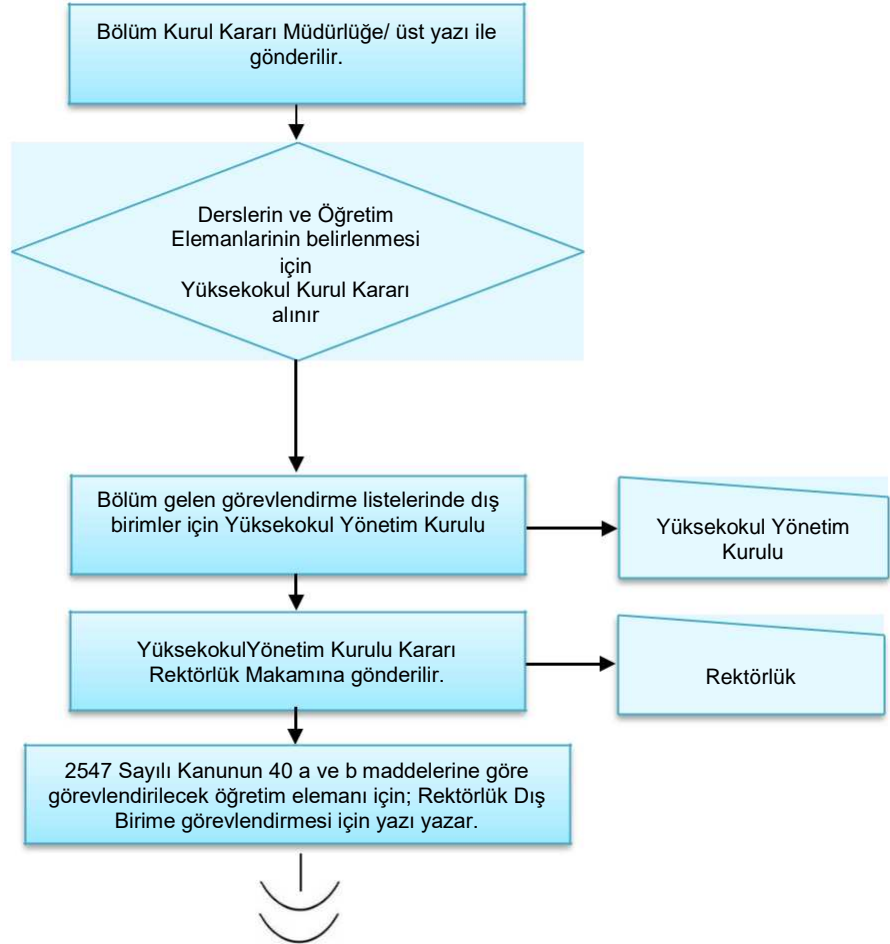 Bölüm Kurul Kararı Müdürlüğe/ üst yazı ile
gönderilir.
Derslerin ve Öğretim
Elemanlarinin belirlenmesi
için
Yüksekokul Kurul Kararı
alınır
Bölüm gelen görevlendirme listelerinde dış
birimler için Yüksekokul Yönetim Kurulu
Yüksekokul Yönetim
Kurulu
YüksekokulYönetim Kurulu Kararı
Rektörlük Makamına gönderilir.
Rektörlük
2547 Sayılı Kanunun 40 a ve b maddelerine göre
görevlendirilecek öğretim elemanı için; Rektörlük Dış
Birime görevlendirmesi için yazı yazar.